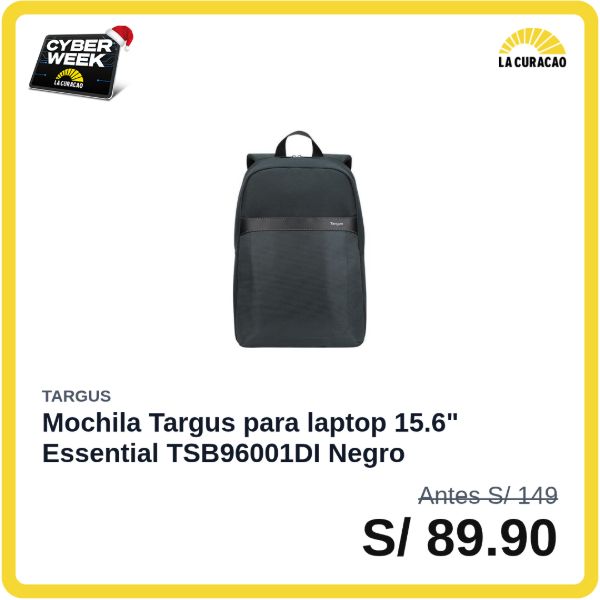 CYBER
WEEK
LA CURACAO
LA CURACAO
Targus
TARGUS
Mochila Targus para laptop 15.6"
Essential TSB96001DI Negro
Antes S/ 149
S/ 89.90